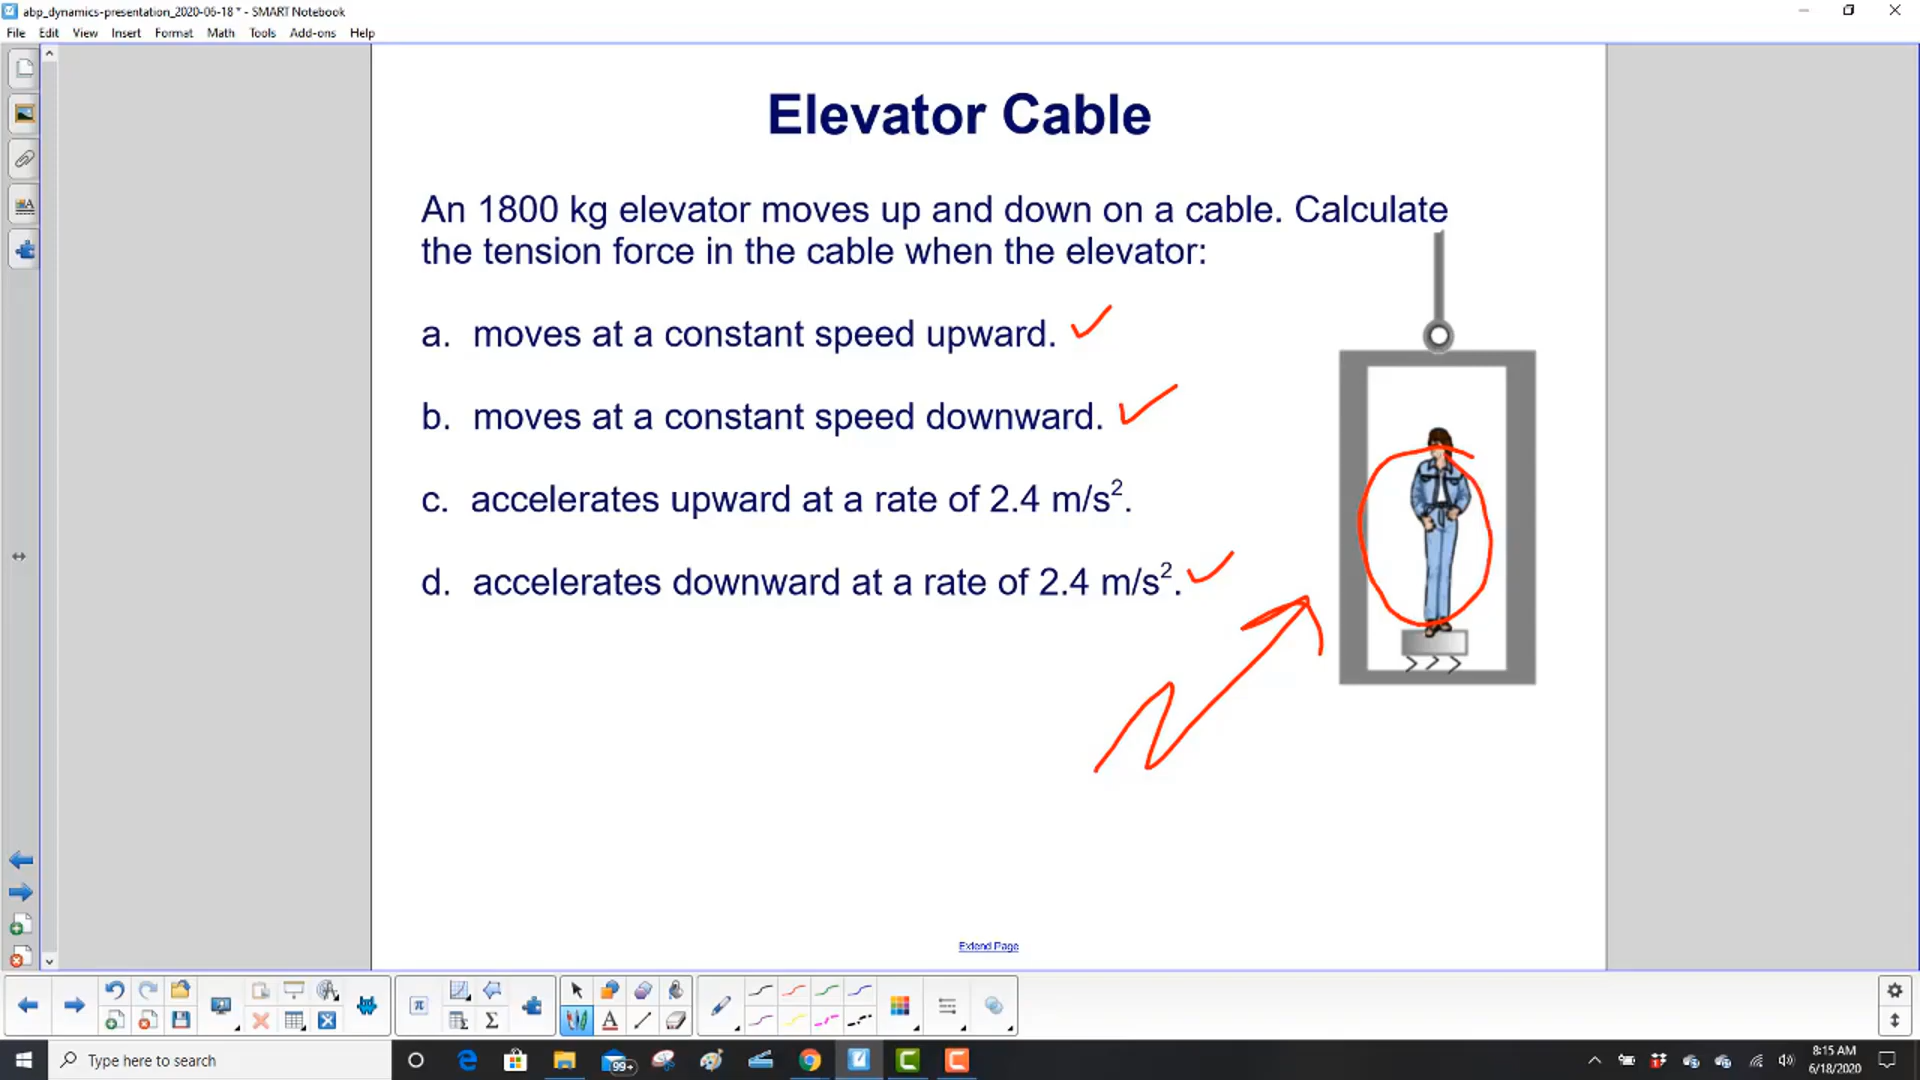 abp_dynamics-presentation_2020-06-18 * - SMART Notebook
File Edit View Insert Format Math Tools Add-ons Help
Elevator Cable
An 1800 kg elevator moves up and down on a cable. Calculate
the tension force in the cable when the elevator:
a. moves at a constant speed upward.
b. moves at a constant speed downward.
c. accelerates upward at a rate of 2.4 m/s².
d. accelerates downward at a rate of 2.4 m/s².
Extend Page
Type here to search
99+
8:15 AM
6/18/2020